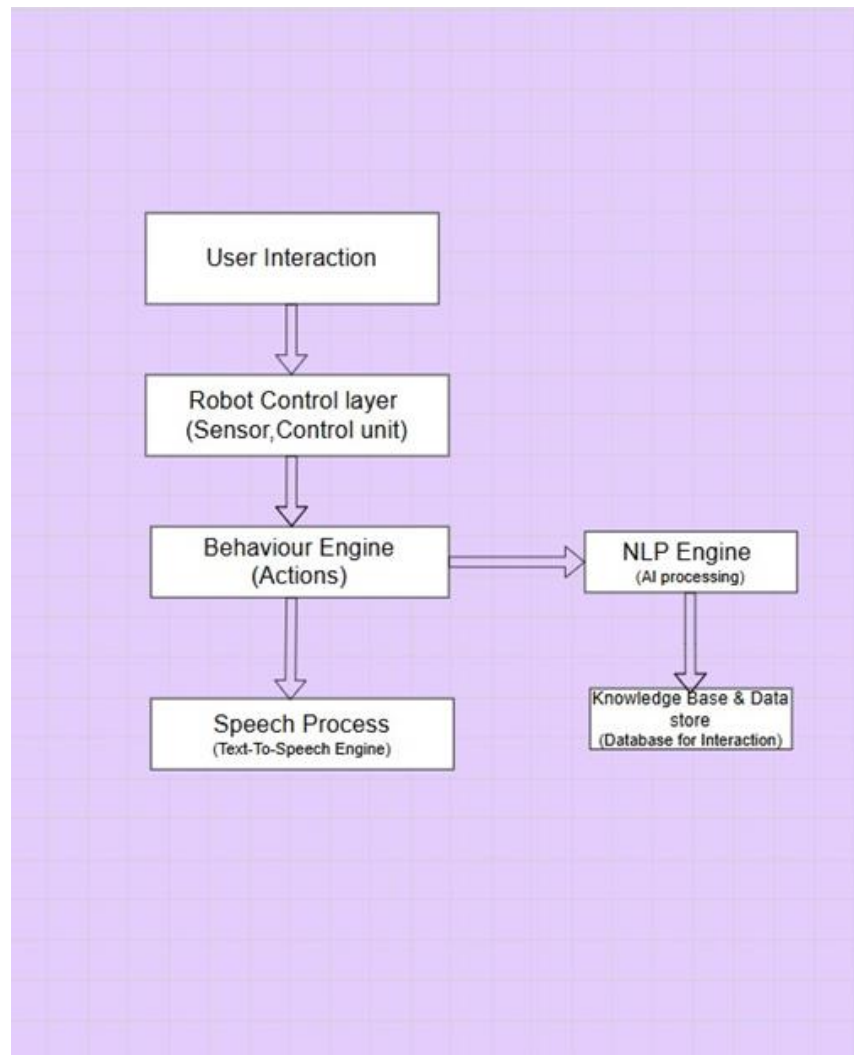 User Interaction
Robot Control layer
(Sensor,Control unit)
Behaviour Engine
(Actions)
NLP Engine
(AI processing)
Speech Process
(Text-To-Speech Engine)
Knowledge Base & Data
store
(Database for Interaction)